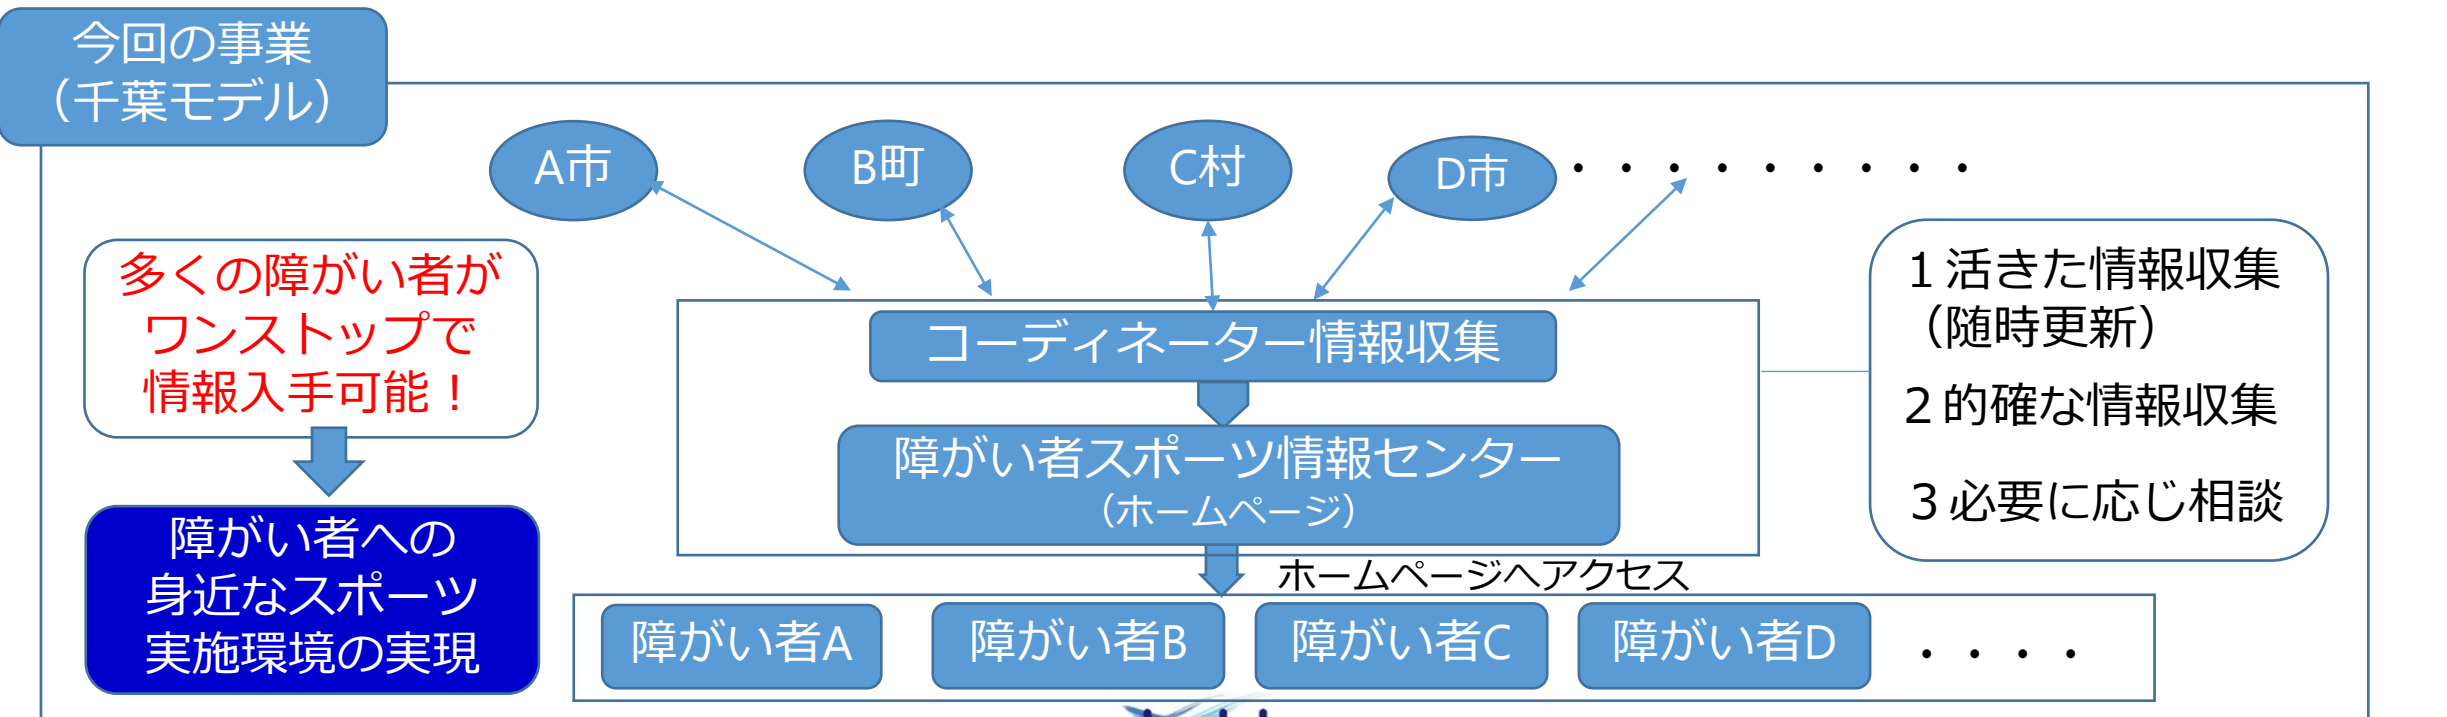 今回の事業
（千葉モデル）
A市
B町
C村
D市
・・・・・・・・・
多くの障がい者が
ワンストップで
情報入手可能！
障がい者への
身近なスポーツ
実施環境の実現
コーディネーター情報収集
障がい者スポーツ情報センター
（ホームページ）
１活きた情報収集
（随時更新）
２的確な情報収集
３必要に応じ相談
ホームページへアクセス
障がい者A
障がい者B
障がい者C
障がい者D
・・・・